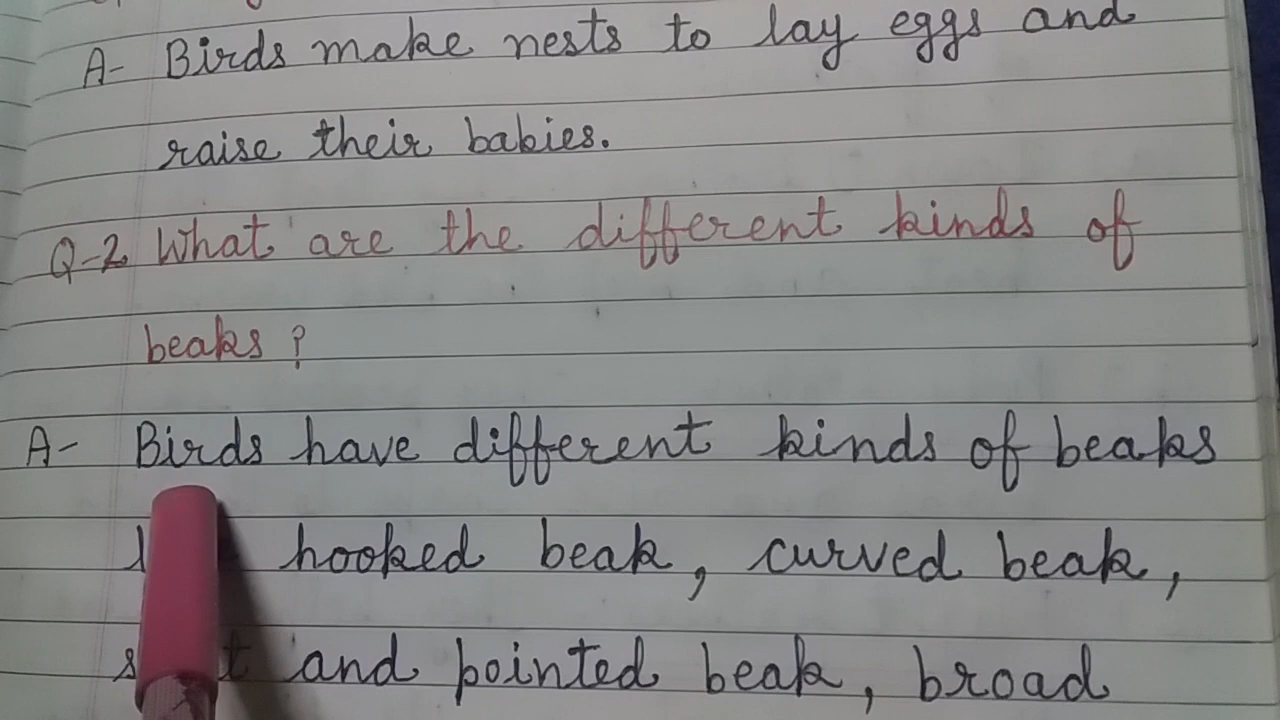 A- Birds make nests to lay eggs and
raise their babies.
Q-2 What are the different kinds of
beaks?
A- Birds have different kinds of beaks
hooked beak, curved beak,
and pointed beak, broad